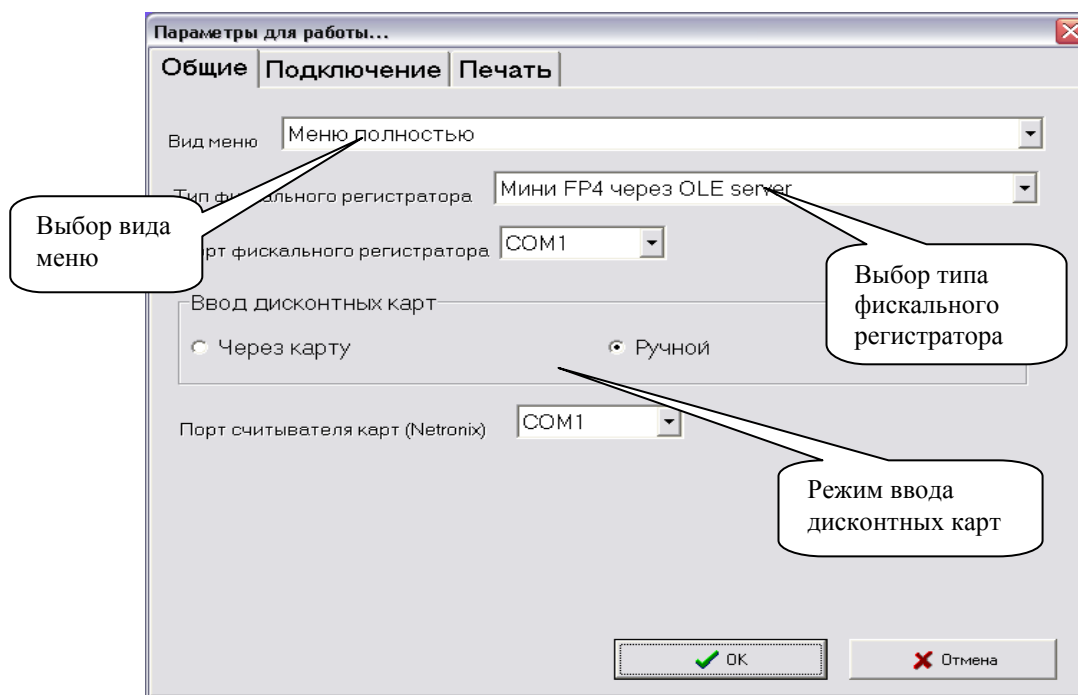 Параметры для работы...
Общие Подключение Печать
Вид меню Меню полностью
Тип фискального регистратора Мини FP4 через OLE server
Выбор вида
меню
порт фискального регистратора COM1
Выбор типа
фискального
регистратора
Ввод дисконтных карт
Через карту Ручной
Порт считывателя карт (Netronix) COM1
Режим ввода
дисконтных карт
OK Отмена